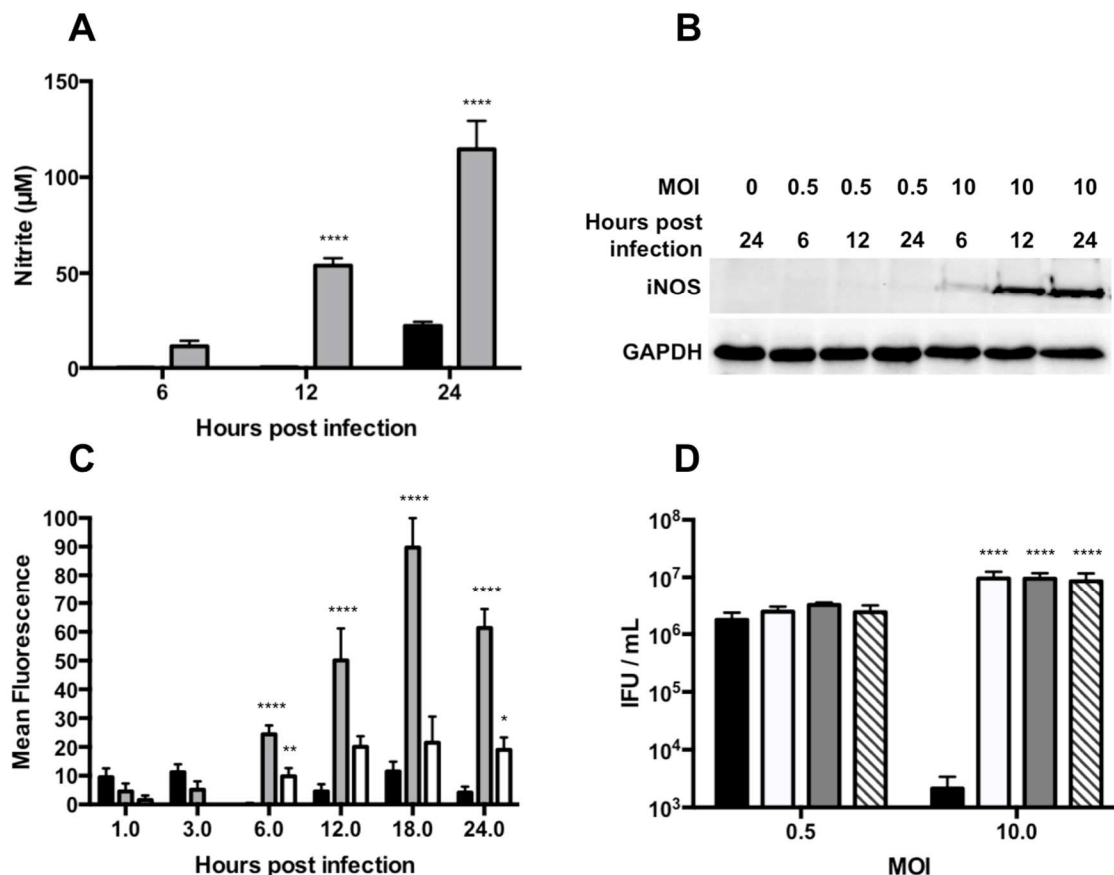 A
150
100
50
0
Nitrite (µM)
****
****
6
12
24
Hours post infection
B
MOI 0 0.5 0.5 0.5 10 10 10
Hours post
infection 24 6 12 24 6 12 24
iNOS
GAPDH
C
100
90
80
70
60
50
40
30
20
10
0
Mean Fluorescence
****
**
****
****
****
*
1.0 3.0 6.0 12.0 18.0 24.0
Hours post infection
D
10⁸
10⁷
10⁶
10⁵
10⁴
10³
IFU / mL
**** **** ****
0.5 10.0
MOI